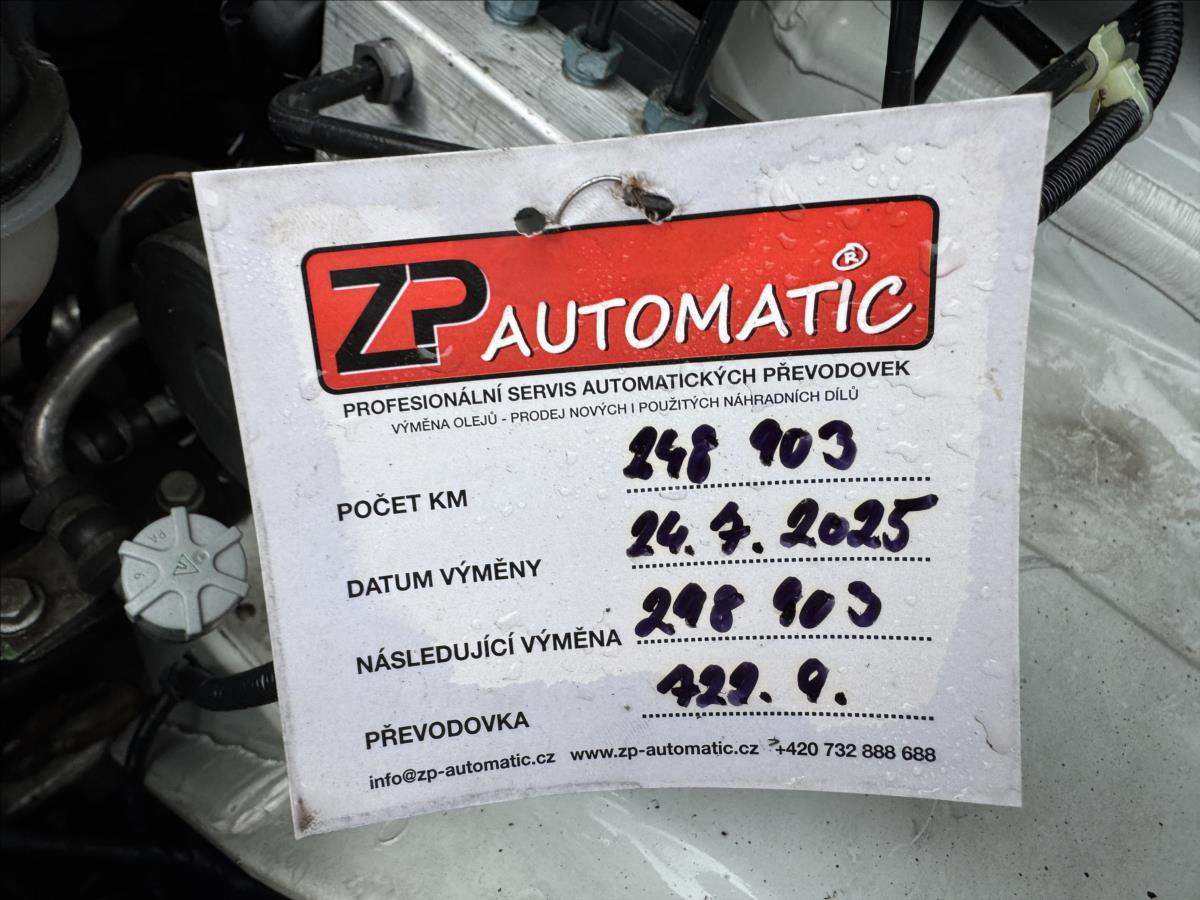 ZP AUTOMATIC ®
PROFESIONÁLNÍ SERVIS AUTOMATICKÝCH PŘEVODOVEK
VÝMĚNA OLEJŮ - PRODEJ NOVÝCH I POUŽITÝCH NÁHRADNÍCH DÍLŮ
POČET KM 248 903
DATUM VÝMĚNY 24. 7. 2025
NÁSLEDUJÍCÍ VÝMĚNA 298 903
PŘEVODOVKA 722. 9.
info@zp-automatic.cz www.zp-automatic.cz +420 732 888 688